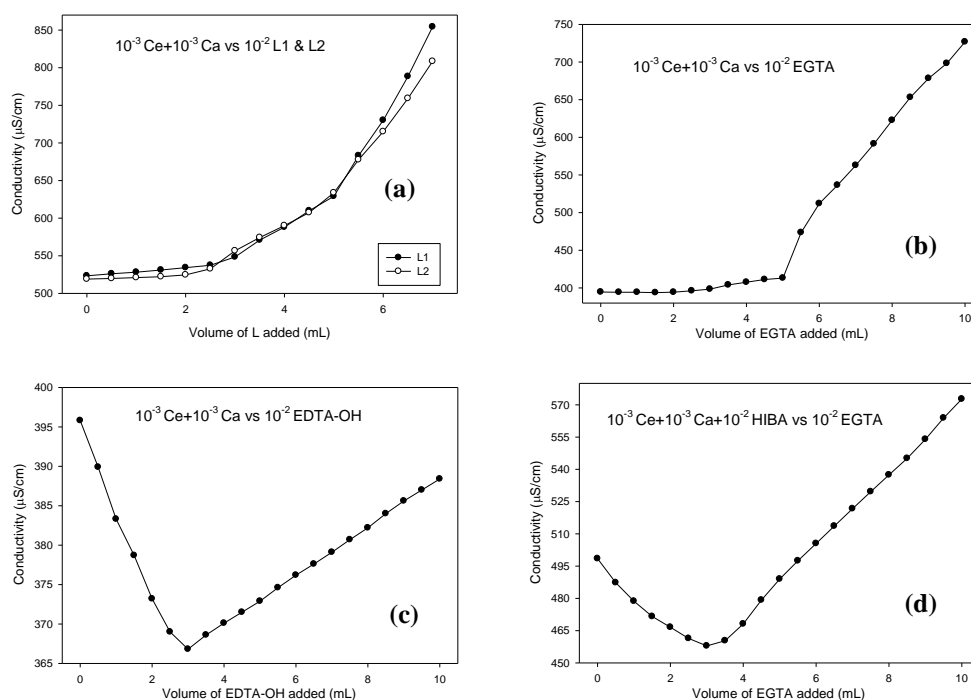 10⁻³ Ce+10⁻³ Ca vs 10⁻² L1 & L2
Conductivity (μS/cm)
850
800
750
700
650
600
550
500
(a)
L1
L2
0 2 4 6
Volume of L added (mL)
10⁻³ Ce+10⁻³ Ca vs 10⁻² EGTA
Conductivity (μS/cm)
750
700
650
600
550
500
450
400
(b)
0 2 4 6 8 10
Volume of EGTA added (mL)
10⁻³ Ce+10⁻³ Ca vs 10⁻² EDTA-OH
Conductivity (μS/cm)
400
395
390
385
380
375
370
365
(c)
0 2 4 6 8 10
Volume of EDTA-OH added (mL)
10⁻³ Ce+10⁻³ Ca+10⁻² HIBA vs 10⁻² EGTA
Conductivity (μS/cm)
570
555
540
525
510
495
480
465
450
(d)
0 2 4 6 8 10
Volume of EGTA added (mL)